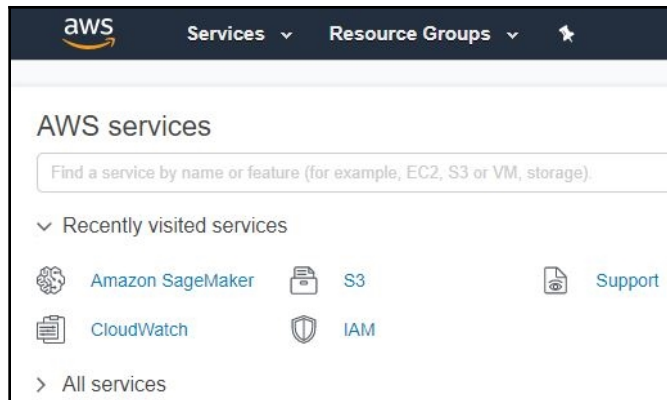 aws Services Resource Groups
AWS services
Find a service by name or feature (for example, EC2, S3 or VM, storage).
Recently visited services
Amazon SageMaker S3 Support
CloudWatch IAM
All services